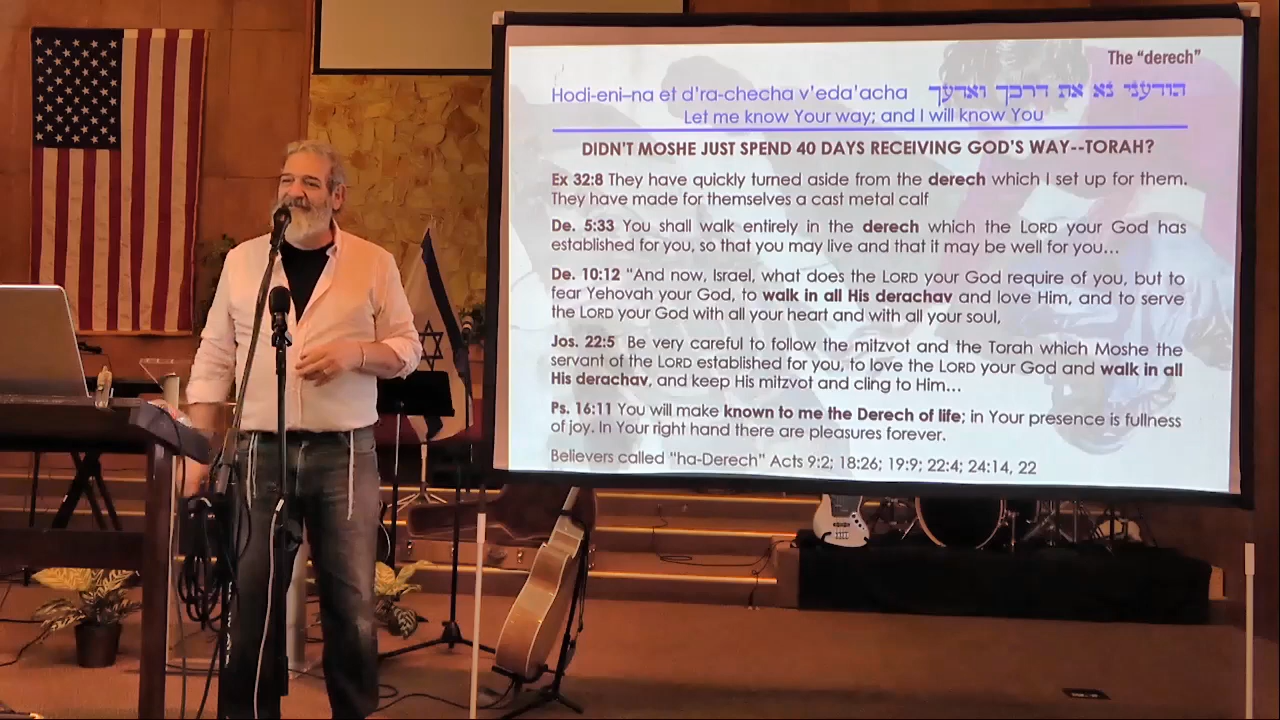 The "derech"
Hodi-eni–na et d'ra-checha v'eda'acha הודעני נא את דרכך ואדעך
Let me know Your way; and I will know You
DIDN'T MOSHE JUST SPEND 40 DAYS RECEIVING GOD'S WAY--TORAH?
Ex 32:8 They have quickly turned aside from the derech which I set up for them.
They have made for themselves a cast metal calf
De. 5:33 You shall walk entirely in the derech which the LORD your God has
established for you, so that you may live and that it may be well for you…
De. 10:12 "And now, Israel, what does the LORD your God require of you, but to
fear Yehovah your God, to walk in all His derachav and love Him, and to serve
the LORD your God with all your heart and with all your soul,
Jos. 22:5 Be very careful to follow the mitzvot and the Torah which Moshe the
servant of the LORD established for you, to love the LORD your God and walk in all
His derachav, and keep His mitzvot and cling to Him…
Ps. 16:11 You will make known to me the Derech of life; in Your presence is fullness
of joy. In Your right hand there are pleasures forever.
Believers called "ha-Derech" Acts 9:2; 18:26; 19:9; 22:4; 24:14, 22